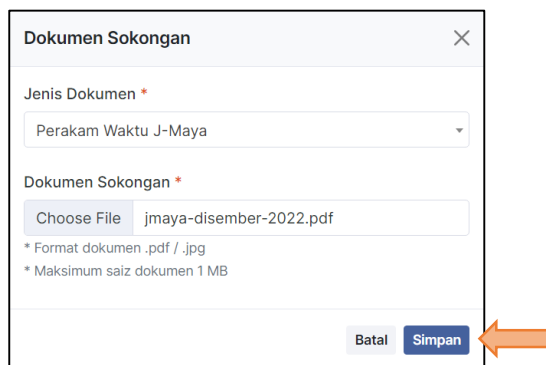 Dokumen Sokongan
Jenis Dokumen *
Perakam Waktu J-Maya
Dokumen Sokongan *
Choose File jmaya-disember-2022.pdf
* Format dokumen .pdf / .jpg
* Maksimum saiz dokumen 1 MB
Batal Simpan